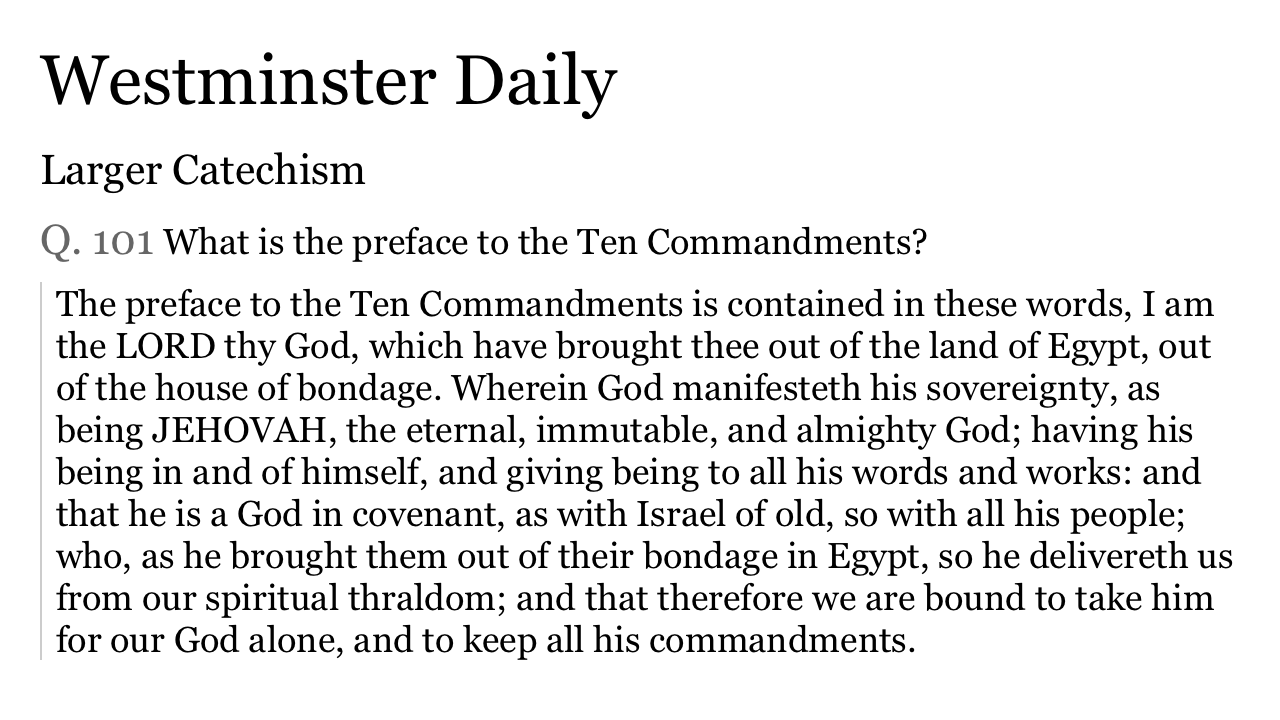 Westminster Daily
Larger Catechism
Q. 101 What is the preface to the Ten Commandments?
The preface to the Ten Commandments is contained in these words, I am
the LORD thy God, which have brought thee out of the land of Egypt, out
of the house of bondage. Wherein God manifesteth his sovereignty, as
being JEHOVAH, the eternal, immutable, and almighty God; having his
being in and of himself, and giving being to all his words and works: and
that he is a God in covenant, as with Israel of old, so with all his people;
who, as he brought them out of their bondage in Egypt, so he delivereth us
from our spiritual thraldom; and that therefore we are bound to take him
for our God alone, and to keep all his commandments.